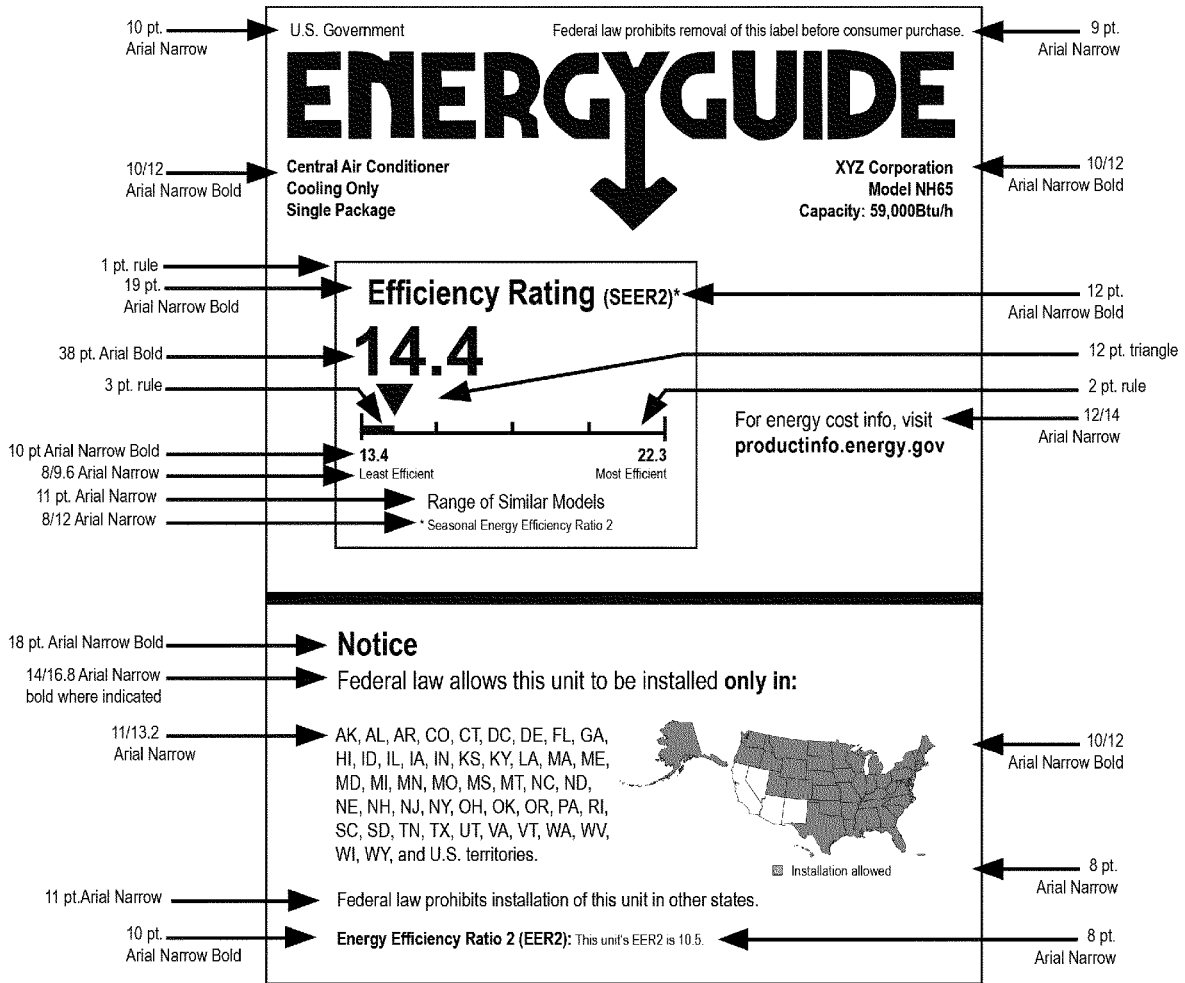 10 pt.
Arial Narrow
U.S. Government
Federal law prohibits removal of this label before consumer purchase.
9 pt.
Arial Narrow
ENERGYGUIDE
10/12
Arial Narrow Bold
Central Air Conditioner
Cooling Only
Single Package
XYZ Corporation
Model NH65
Capacity: 59,000Btu/h
10/12
Arial Narrow Bold
1 pt. rule
19 pt.
Arial Narrow Bold
Efficiency Rating (SEER2)*
12 pt.
Arial Narrow Bold
38 pt. Arial Bold
14.4
12 pt. triangle
3 pt. rule
2 pt. rule
For energy cost info, visit
productinfo.energy.gov
12/14
Arial Narrow
10 pt Arial Narrow Bold
13.4
22.3
8/9.6 Arial Narrow
Least Efficient
Most Efficient
11 pt. Arial Narrow
Range of Similar Models
8/12 Arial Narrow
* Seasonal Energy Efficiency Ratio 2
18 pt. Arial Narrow Bold
Notice
14/16.8 Arial Narrow
bold where indicated
Federal law allows this unit to be installed only in:
11/13.2
Arial Narrow
AK, AL, AR, CO, CT, DC, DE, FL, GA,
HI, ID, IL, IA, IN, KS, KY, LA, MA, ME,
MD, MI, MN, MO, MS, MT, NC, ND,
NE, NH, NJ, NY, OH, OK, OR, PA, RI,
SC, SD, TN, TX, UT, VA, VT, WA, WV,
WI, WY, and U.S. territories.
10/12
Arial Narrow Bold
Installation allowed
8 pt.
Arial Narrow
11 pt.Arial Narrow
Federal law prohibits installation of this unit in other states.
10 pt.
Arial Narrow Bold
Energy Efficiency Ratio 2 (EER2): This unit's EER2 is 10.5.
8 pt.
Arial Narrow